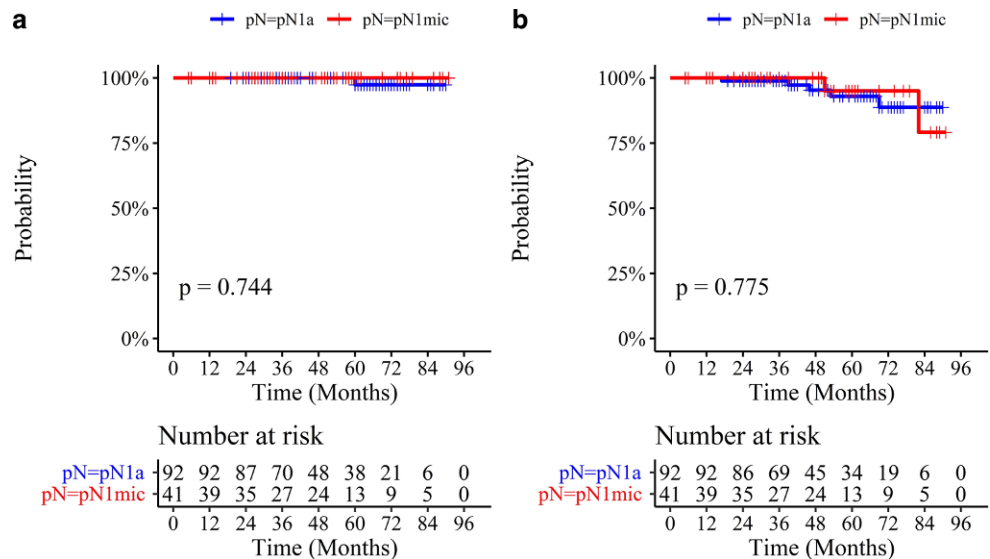 a
pN=pN1a pN=pN1mic
Probability
100%
75%
50%
25%
0%
p = 0.744
0 12 24 36 48 60 72 84 96
Time (Months)
Number at risk
pN=pN1a 92 92 87 70 48 38 21 6 0
pN=pN1mic 41 39 35 27 24 13 9 5 0
0 12 24 36 48 60 72 84 96
Time (Months)
b
pN=pN1a pN=pN1mic
Probability
100%
75%
50%
25%
0%
p = 0.775
0 12 24 36 48 60 72 84 96
Time (Months)
Number at risk
pN=pN1a 92 92 86 69 45 34 19 6 0
pN=pN1mic 41 39 35 27 24 13 9 5 0
0 12 24 36 48 60 72 84 96
Time (Months)